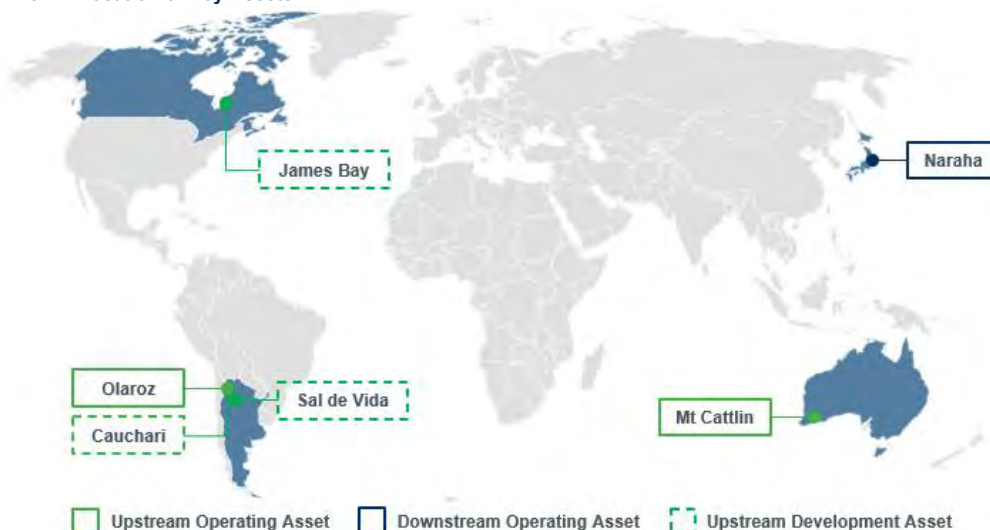 James Bay
Naraha
Olaroz
Sal de Vida
Cauchari
Mt Cattlin
Upstream Operating Asset
Downstream Operating Asset
Upstream Development Asset